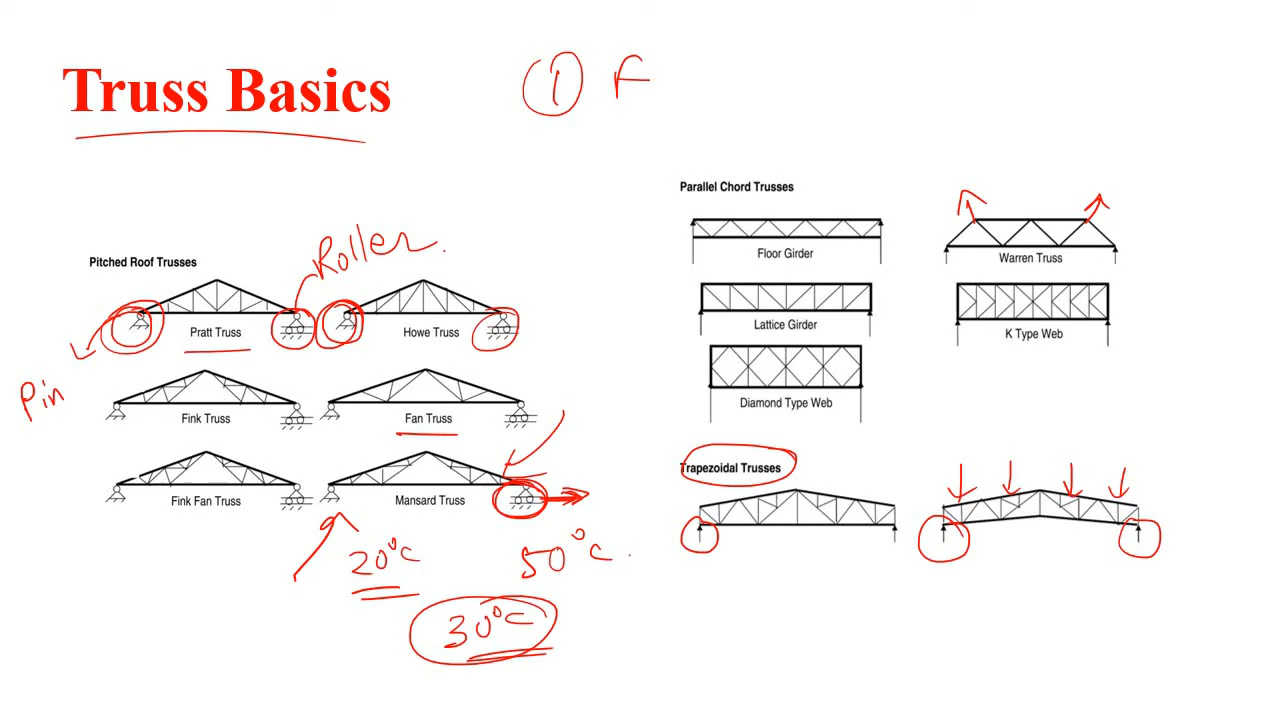 Truss Basics
① F
Pitched Roof Trusses
Roller.
Pin
Pratt Truss
Howe Truss
Fink Truss
Fan Truss
Fink Fan Truss
Mansard Truss
20°C
50°C.
30°C
Parallel Chord Trusses
Floor Girder
Warren Truss
Lattice Girder
K Type Web
Diamond Type Web
Trapezoidal Trusses